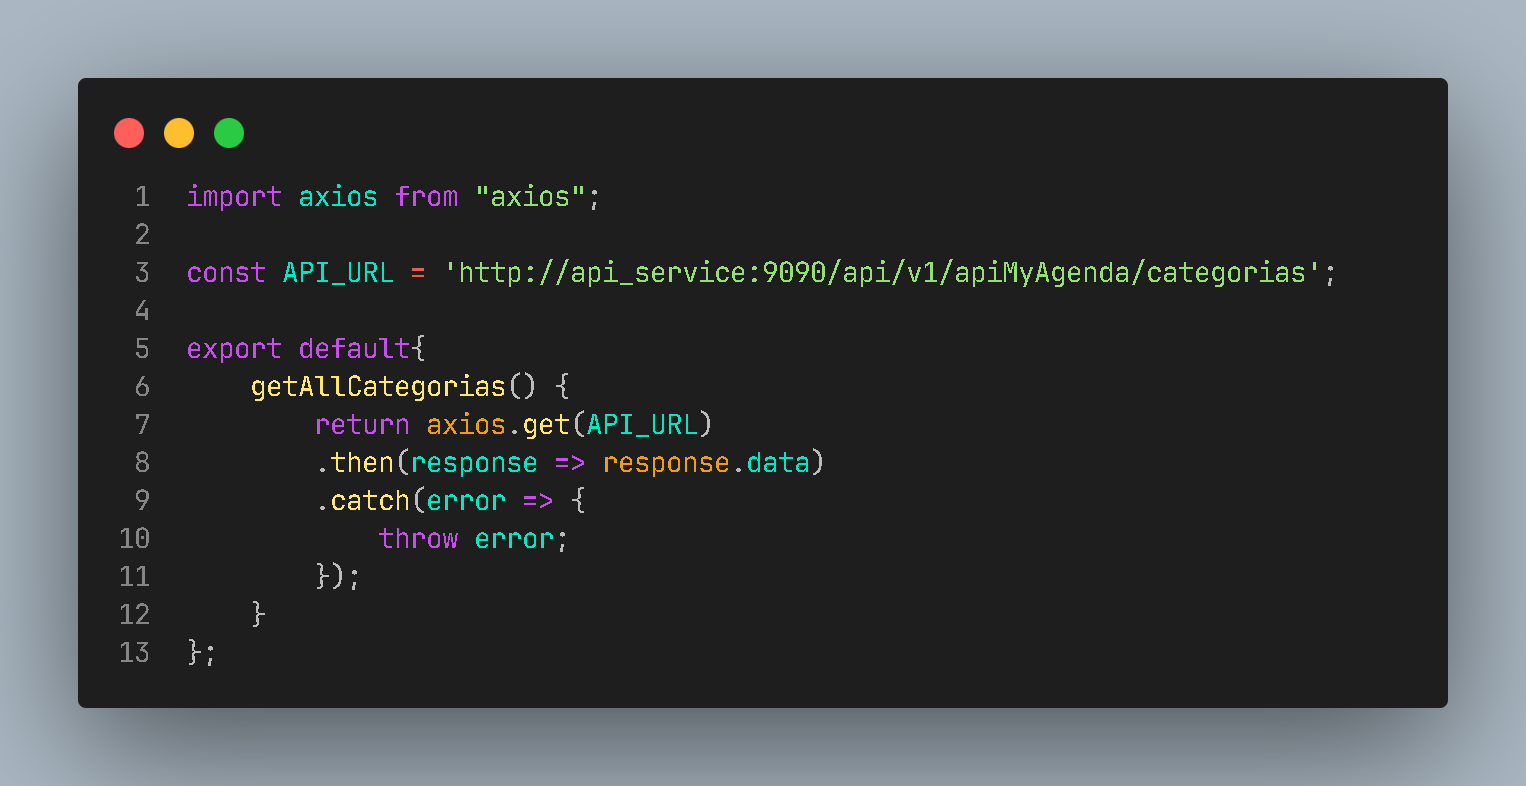 1 import axios from "axios";
2
3 const API_URL = 'http://api_service:9090/api/v1/apiMyAgenda/categorias';
4
5 export default{
6     getAllCategorias() {
7         return axios.get(API_URL)
8         .then(response => response.data)
9         .catch(error => {
10             throw error;
11         });
12     }
13 };